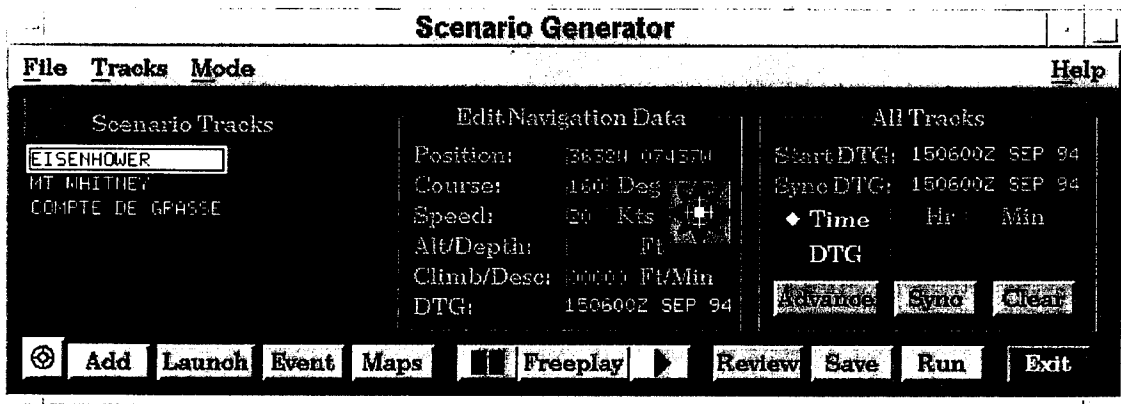 Scenario Generator
File Tracks Mode Help
Scenario Tracks
EISENHOWER
MT WHITNEY
COMPTE DE GRASSE
Edit Navigation Data
Position: 3632N 07437W
Course: 160 Deg
Speed: 20 Kts
Alt/Depth: Ft
Climb/Desc: 00000 Ft/Min
DTG: 150600Z SEP 94
All Tracks
Start DTG: 150600Z SEP 94
Sync DTG: 150600Z SEP 94
Time Hr Min
DTG
Advance Sync Clear
Add Launch Event Maps Freeplay Review Save Run Exit